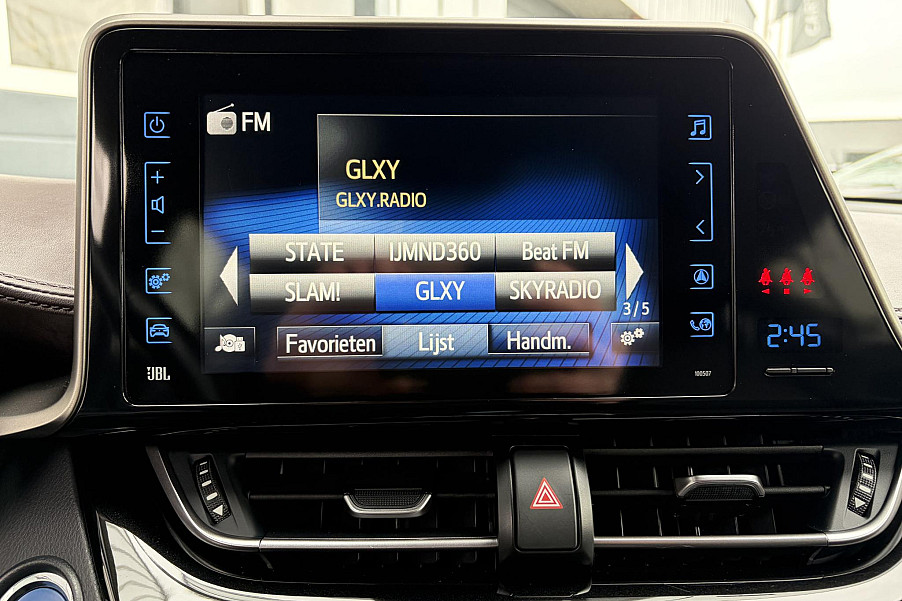 FM
GLXY
GLXY.RADIO
STATE IJMND360 Beat FM
SLAM! GLXY SKYRADIO
3/5
Favorieten Lijst Handm.
JBL
100507
2:45